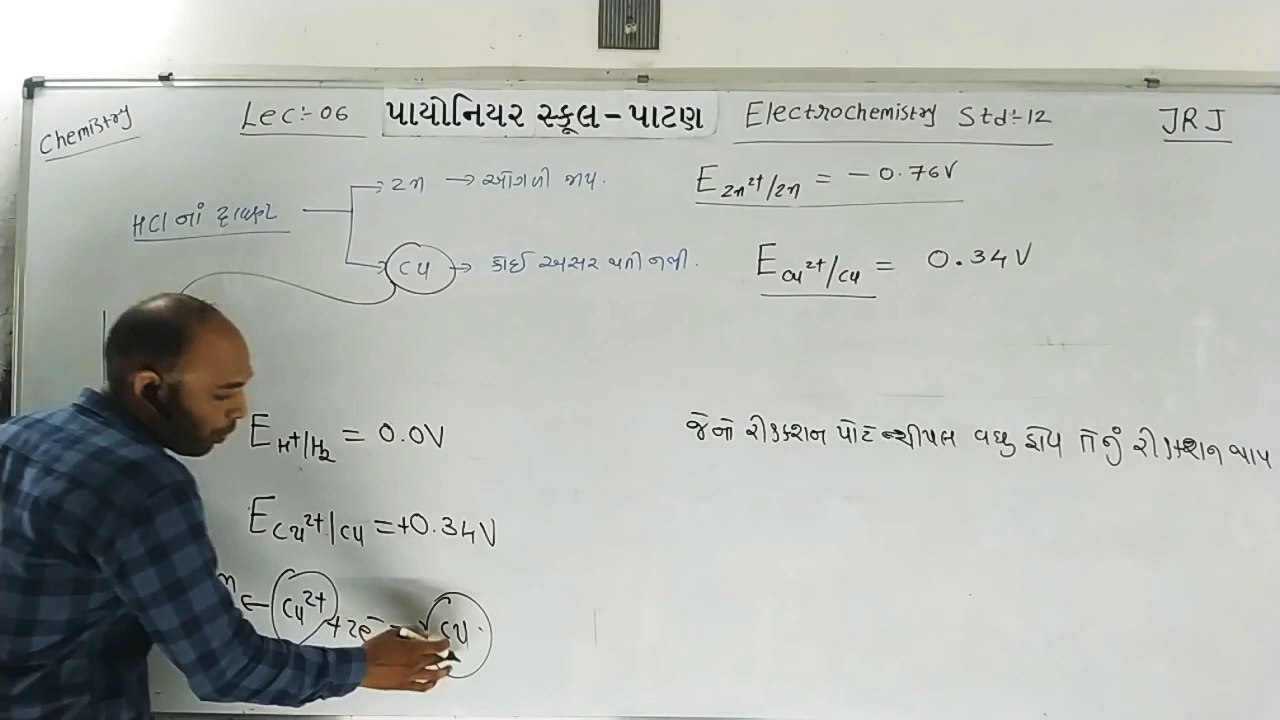 Chemistry
Lec:- 06 પાયોનિયર સ્કૂલ - પાટણ Electrochemistry Std:- 12 JRJ
Zn → ઓગળી જાય.
HCl નાં દ્રાવણ
Cu → કોઈ અસર થતી નથી.
E Zn²⁺/Zn = - 0.76V
E Cu²⁺/Cu = 0.34V
E H⁺/H₂ = 0.0V
E Cu²⁺/Cu = +0.34V
Cu²⁺ + 2e⁻ → Cu
જેનો રીડક્શન પોટેન્શીયલ વધુ હોય તેનું રીડક્શન થાય